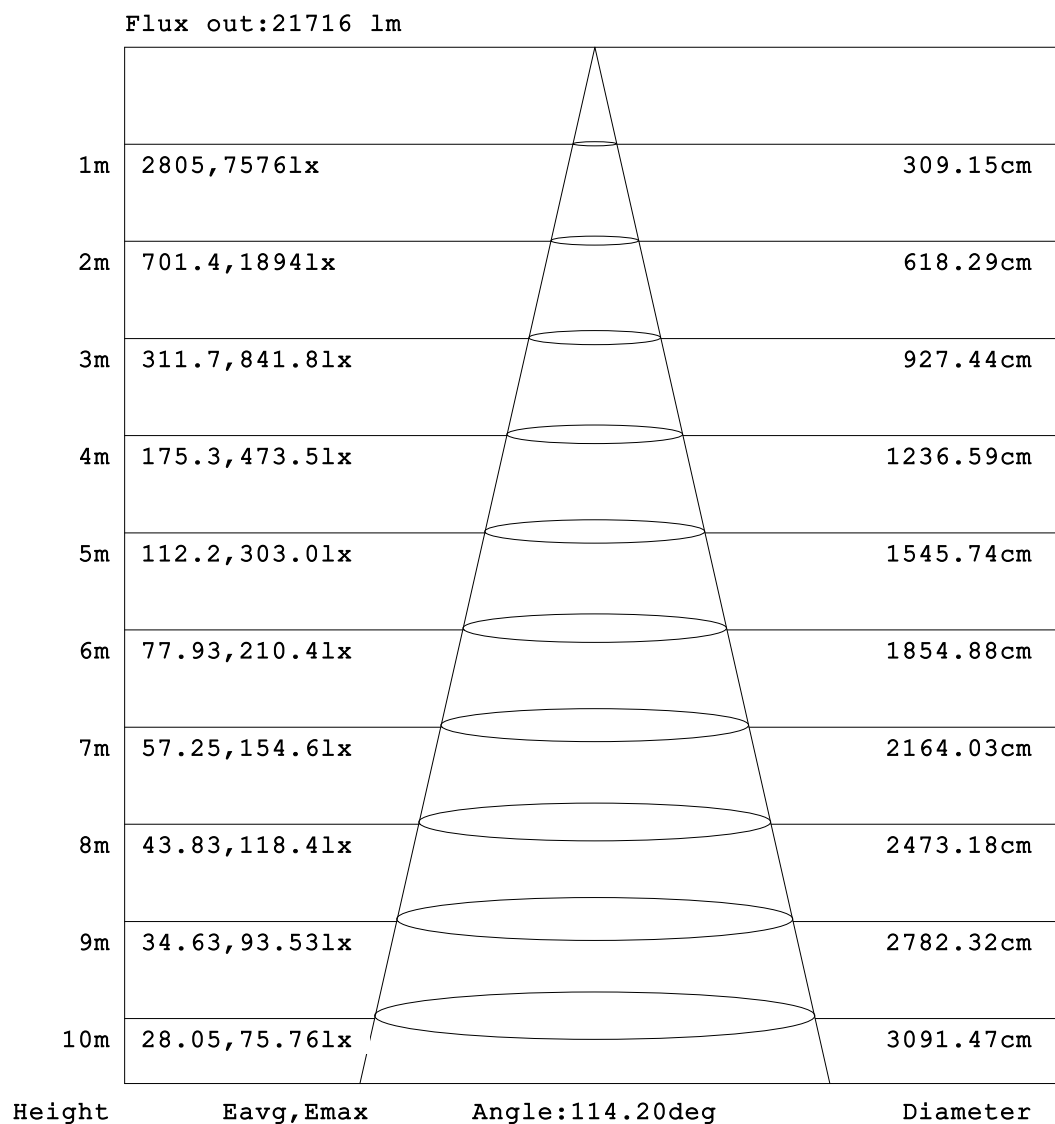 Flux out:21716 lm
1m 2805,7576lx 309.15cm
2m 701.4,1894lx 618.29cm
3m 311.7,841.8lx 927.44cm
4m 175.3,473.5lx 1236.59cm
5m 112.2,303.0lx 1545.74cm
6m 77.93,210.4lx 1854.88cm
7m 57.25,154.6lx 2164.03cm
8m 43.83,118.4lx 2473.18cm
9m 34.63,93.53lx 2782.32cm
10m 28.05,75.76lx 3091.47cm
Height Eavg,Emax Angle:114.20deg Diameter